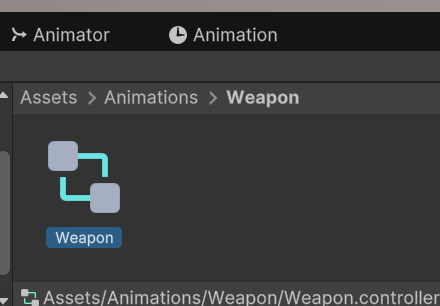 Animator Animation
Assets > Animations > Weapon
Weapon
Assets/Animations/Weapon/Weapon.controller